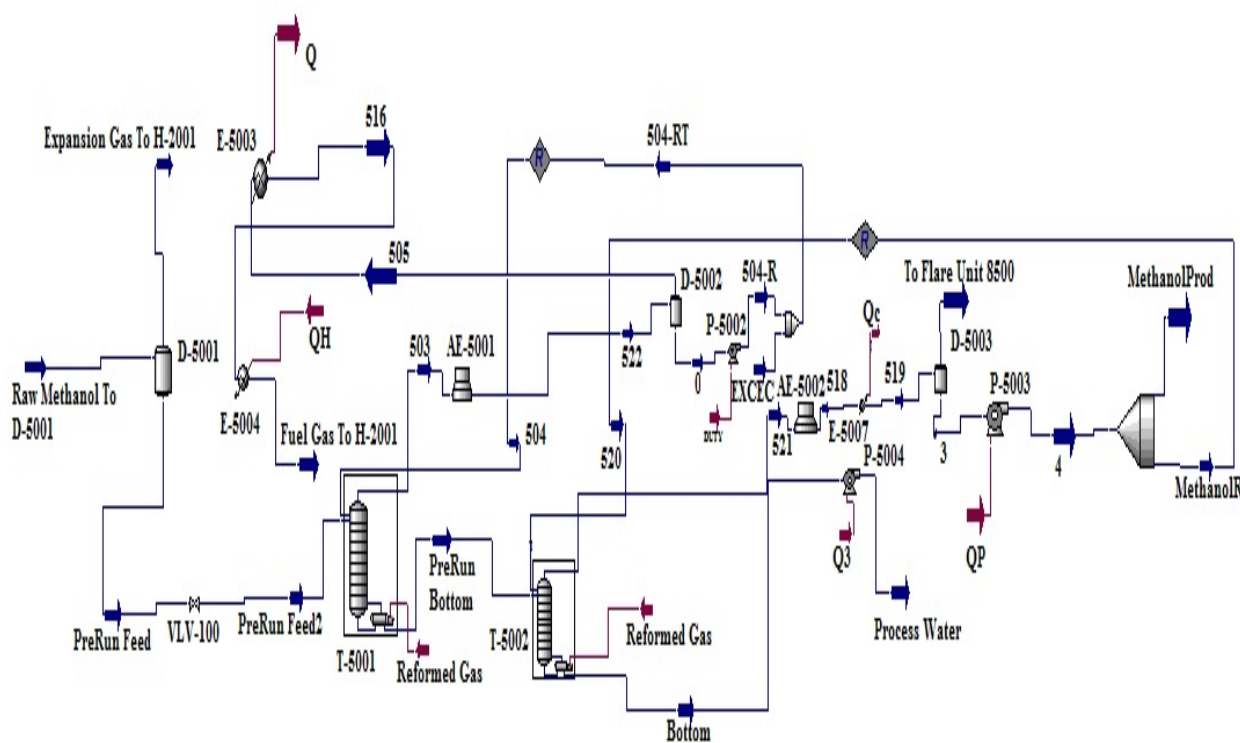 Q
516
504-RT
Expansion Gas To H-2001
E-5003
R
R
505
D-5002
504-R
To Flare Unit 8500
MethanolProd
QH
503
AE-5001
P-5002
Qc
D-5001
522
D-5003
Raw Methanol To
D-5001
0
EXCEC
AE-5002
518
519
P-5003
E-5004
DUTY
E-5007
Fuel Gas To H-2001
504
520
521
P-5004
3
4
MethanolR
PreRun
Bottom
Q3
QP
PreRun Feed
VLV-100
PreRun Feed2
T-5001
Reformed Gas
T-5002
Reformed Gas
Process Water
Bottom